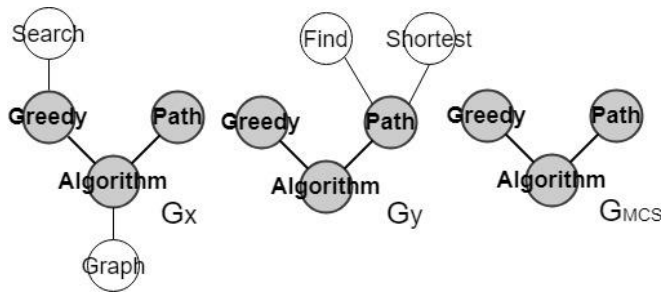 Search
Greedy
Path
Algorithm
Gx
Graph
Find
Shortest
Greedy
Path
Algorithm
Gy
Greedy
Path
Algorithm
GMCS